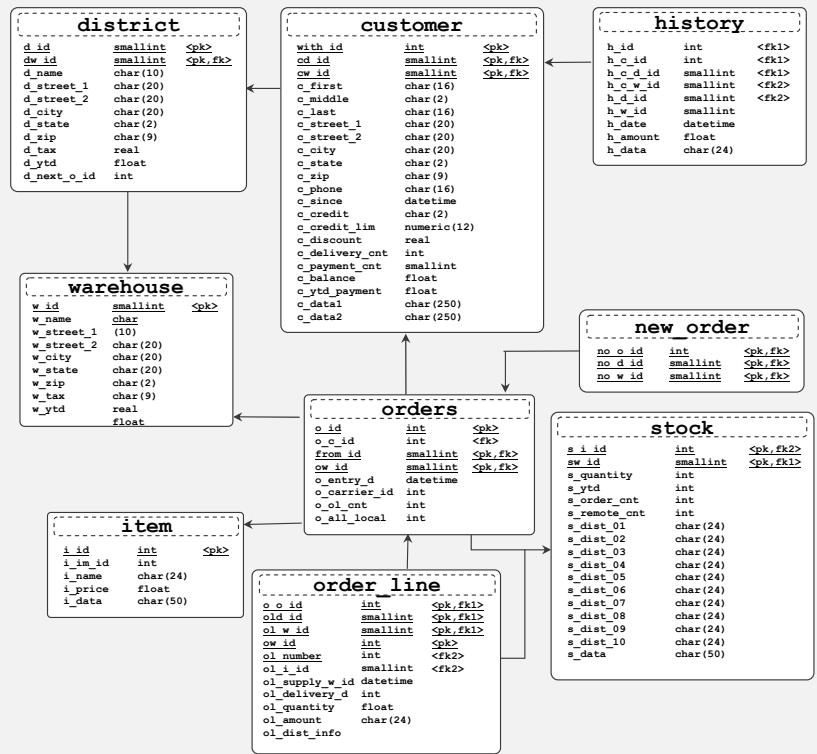 district
d_id smallint <pk>
dw_id smallint <pk,fk>
d_name char(10)
d_street_1 char(20)
d_street_2 char(20)
d_city char(20)
d_state char(2)
d_zip char(9)
d_tax real
d_ytd float
d_next_o_id int
customer
with id int <pk>
cd id smallint <pk,fk>
cw_id smallint <pk,fk>
c_first char(16)
c_middle char(2)
c_last char(16)
c_street_1 char(20)
c_street_2 char(20)
c_city char(20)
c_state char(2)
c_zip char(9)
c_phone char(16)
c_since datetime
c_credit char(2)
c_credit_lim numeric(12)
c_discount real
c_delivery_cnt int
c_payment_cnt smallint
c_balance float
c_ytd_payment float
c_data1 char(250)
c_data2 char(250)
history
h_id int <fk1>
h_c_id int <fk1>
h_c_d_id smallint <fk1>
h_c_w_id smallint <fk2>
h_d_id smallint <fk2>
h_w_id smallint
h_date datetime
h_amount float
h_data char(24)
warehouse
w_id smallint <pk>
w_name char
w_street_1 (10)
w_street_2 char(20)
w_city char(20)
w_state char(20)
w_zip char(2)
w_tax char(9)
w_ytd real
float
new_order
no_o_id int <pk,fk>
no_d_id smallint <pk,fk>
no_w_id smallint <pk,fk>
orders
o_id int <pk>
o_c_id int <fk>
from id smallint <pk,fk>
ow_id smallint <pk,fk>
o_entry_d datetime
o_carrier_id int
o_ol_cnt int
o_all_local int
stock
s_i_id int <pk,fk2>
sw_id smallint <pk,fk1>
s_quantity int
s_ytd int
s_order_cnt int
s_remote_cnt int
s_dist_01 char(24)
s_dist_02 char(24)
s_dist_03 char(24)
s_dist_04 char(24)
s_dist_05 char(24)
s_dist_06 char(24)
s_dist_07 char(24)
s_dist_08 char(24)
s_dist_09 char(24)
s_dist_10 char(24)
s_data char(50)
item
i_id int <pk>
i_im_id int
i_name char(24)
i_price float
i_data char(50)
order_line
o_o_id int <pk,fk1>
old id smallint <pk,fk1>
ol_w_id smallint <pk,fk1>
ow_id int <pk>
ol_number int <fk2>
ol_i_id smallint <fk2>
ol_supply_w_id datetime
ol_delivery_d int
ol_quantity float
ol_amount char(24)
ol_dist_info